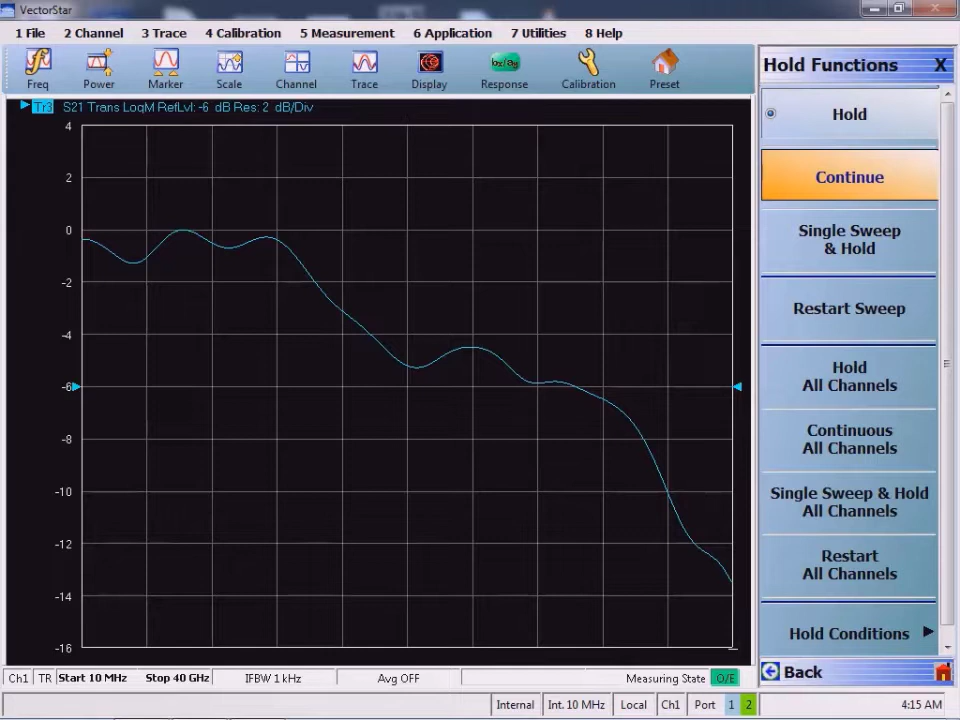 VectorStar
1 File 2 Channel 3 Trace 4 Calibration 5 Measurement 6 Application 7 Utilities 8 Help
Freq Power Marker Scale Channel Trace Display Response Calibration Preset
Tr3 S21 Trans LogM RefLvl: -6 dB Res: 2 dB/Div
4
2
0
-2
-4
-6
-8
-10
-12
-14
-16
Ch1 TR Start 10 MHz Stop 40 GHz IFBW 1 kHz Avg OFF Measuring State O/E
Hold Functions X
Hold
Continue
Single Sweep
& Hold
Restart Sweep
Hold
All Channels
Continuous
All Channels
Single Sweep & Hold
All Channels
Restart
All Channels
Hold Conditions
Back
Internal Int. 10 MHz Local Ch1 Port 1 2 4:15 AM